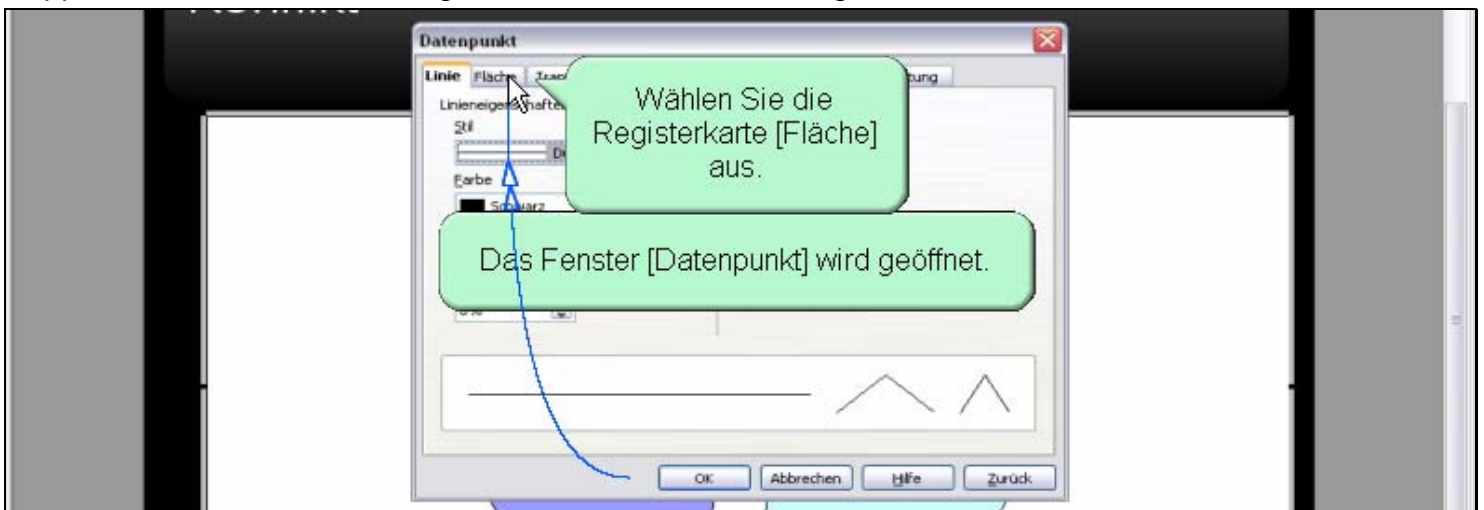 Datenpunkt
Linie Fläche
Wählen Sie die
Registerkarte [Fläche]
aus.
Stil
Farbe
Schwarz
Das Fenster [Datenpunkt] wird geöffnet.
OK Abbrechen Hilfe Zurück